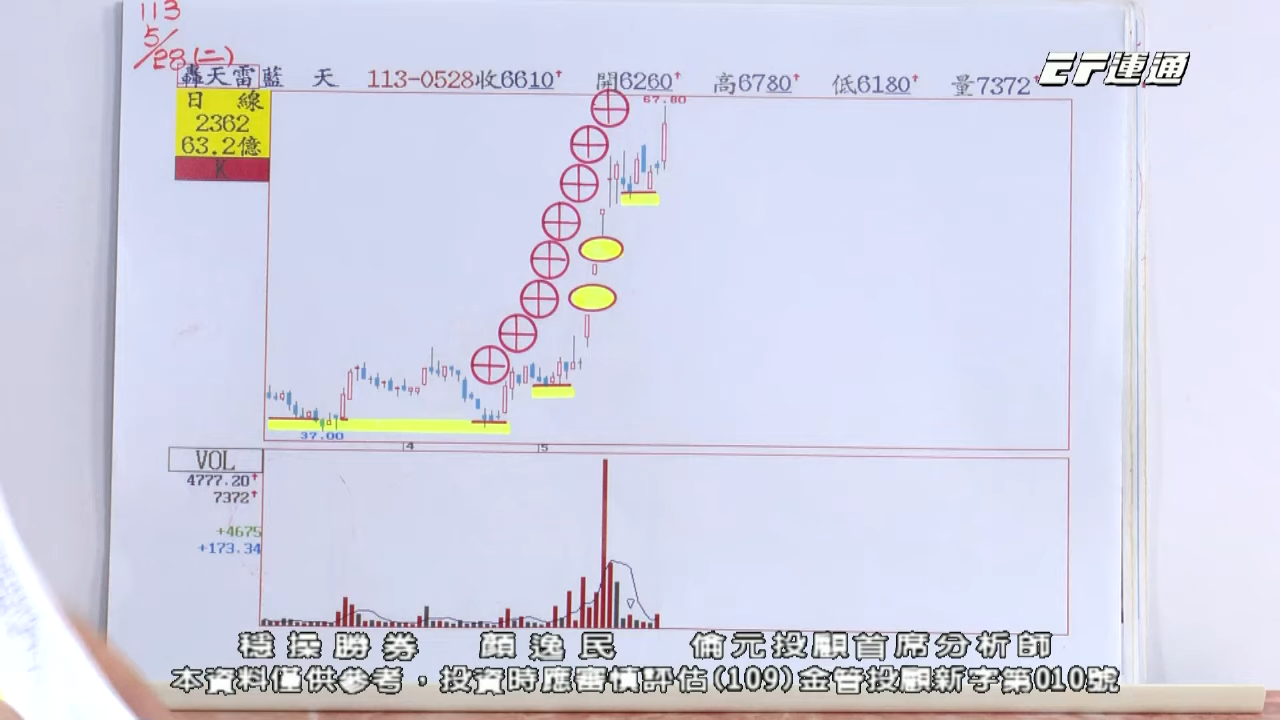 113
5/28(二)
轟天雷藍 天 113-0528收6610↑ 開6260↑ 高6780↑ 低6180↑ 量7372↑
EF運通
日 線
2362
63.2億
K
67.80
37.00
4 5
VOL
4777.20↑
7372↑
+4675
+173.34
穩操勝券 顏逸民 倫元投顧首席分析師
本資料僅供參考,投資時應審慎評估(109)金管投顧新字第010號